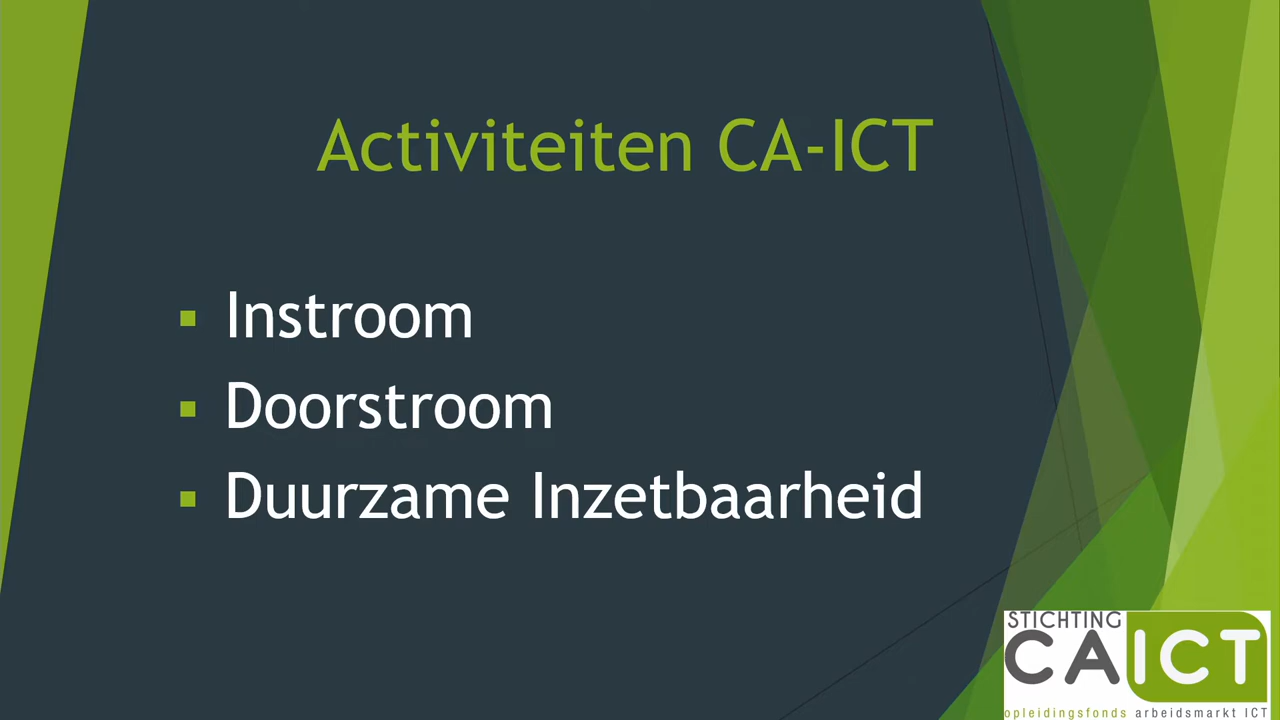 Activiteiten CA-ICT
Instroom
Doorstroom
Duurzame Inzetbaarheid
STICHTING
CA ICT
opleidingsfonds arbeidsmarkt ICT